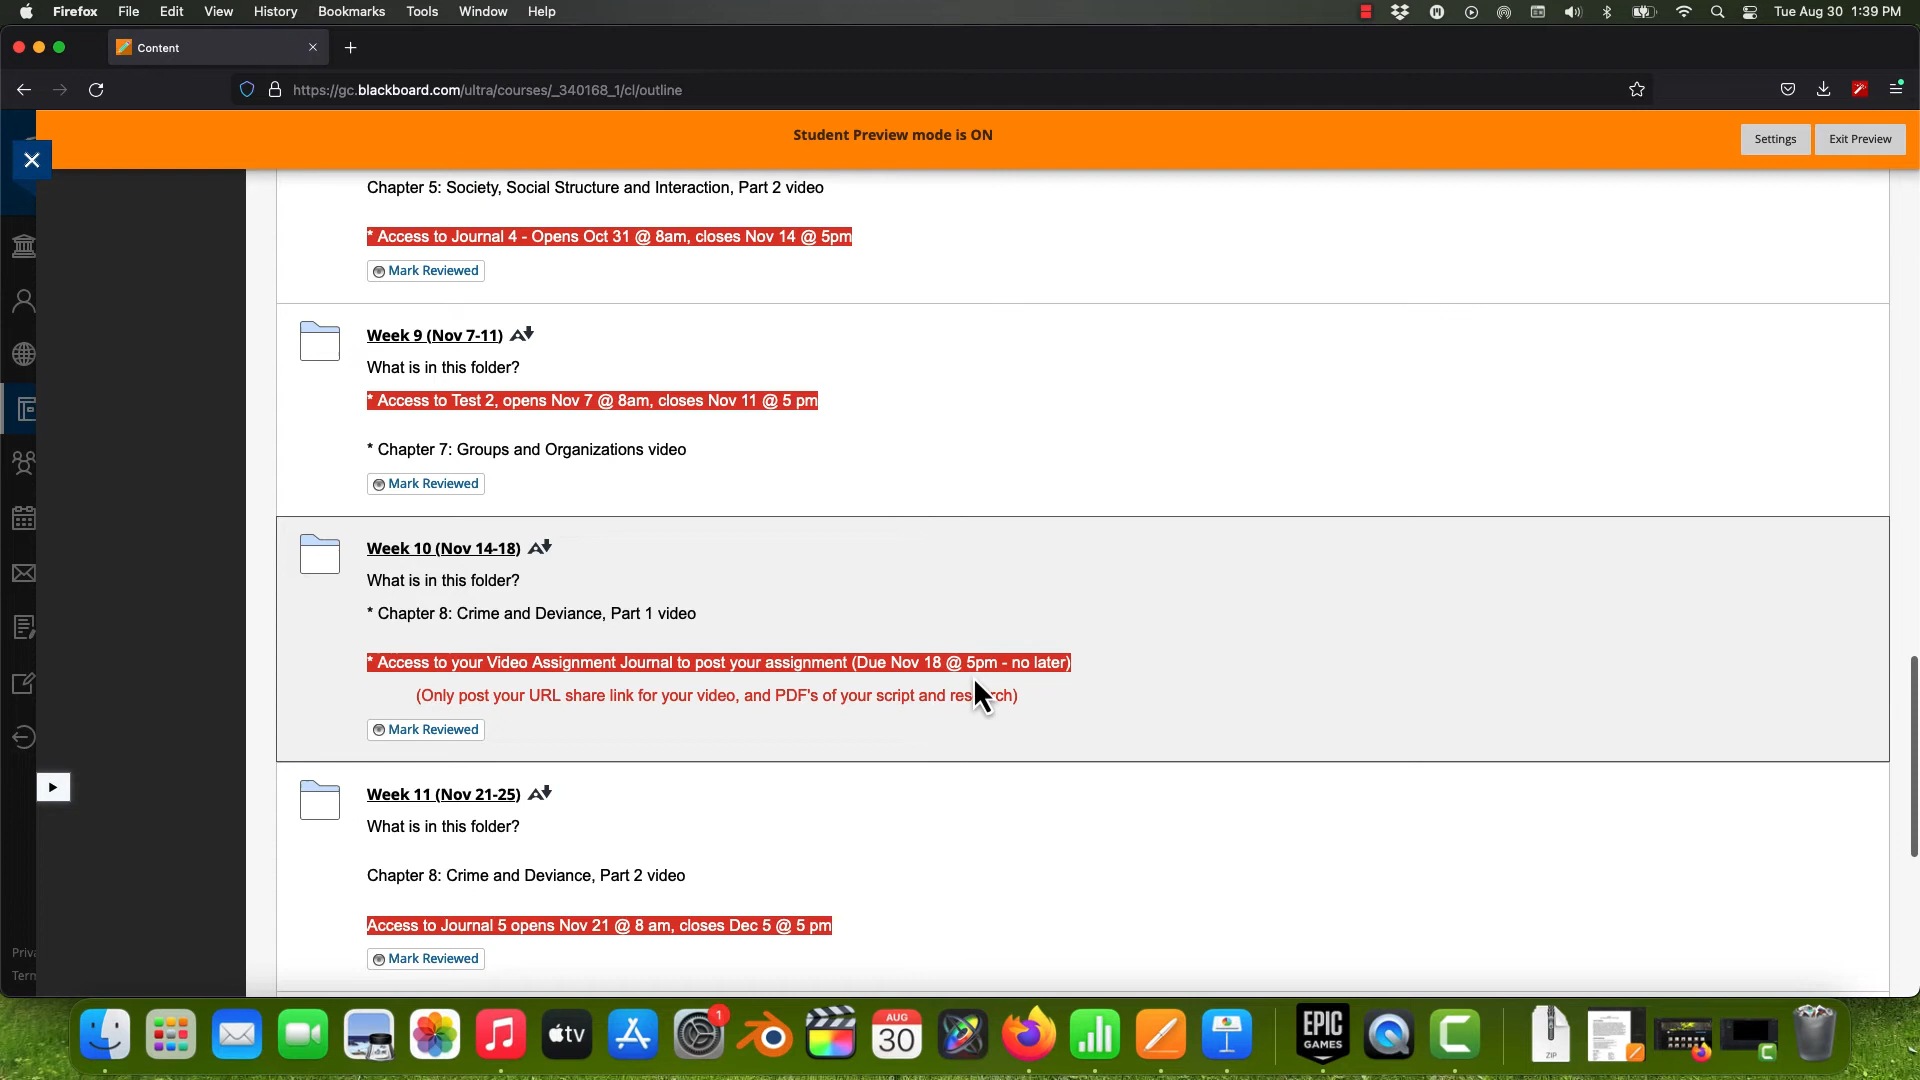 Firefox File Edit View History Bookmarks Tools Window Help Tue Aug 30 1:39 PM
Content
https://gc.blackboard.com/ultra/courses/_340168_1/cl/outline
Student Preview mode is ON
Settings
Exit Preview
Chapter 5: Society, Social Structure and Interaction, Part 2 video
* Access to Journal 4 - Opens Oct 31 @ 8am, closes Nov 14 @ 5pm
Mark Reviewed
Week 9 (Nov 7-11)
What is in this folder?
* Access to Test 2, opens Nov 7 @ 8am, closes Nov 11 @ 5 pm
* Chapter 7: Groups and Organizations video
Mark Reviewed
Week 10 (Nov 14-18)
What is in this folder?
* Chapter 8: Crime and Deviance, Part 1 video
* Access to your Video Assignment Journal to post your assignment (Due Nov 18 @ 5pm - no later)
(Only post your URL share link for your video, and PDF's of your script and research)
Mark Reviewed
Week 11 (Nov 21-25)
What is in this folder?
Chapter 8: Crime and Deviance, Part 2 video
Access to Journal 5 opens Nov 21 @ 8 am, closes Dec 5 @ 5 pm
Mark Reviewed
Priva
Term
1
tv
AUG
30
EPIC
GAMES
ZIP